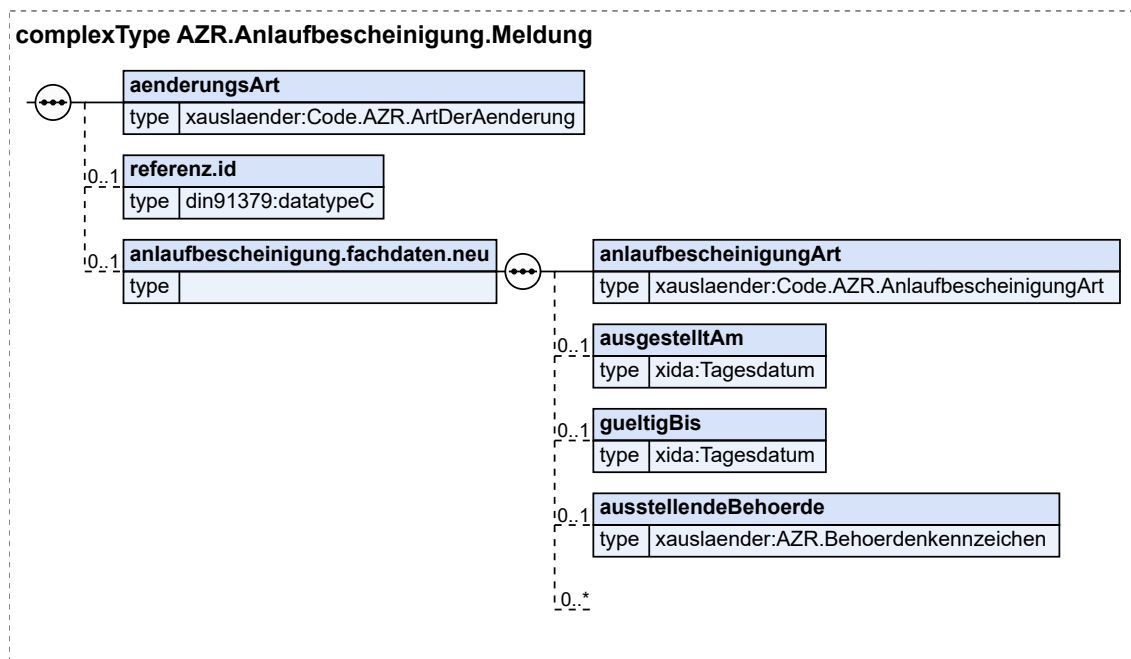 complexType AZR.Anlaufbescheinigung.Meldung
aenderungsArt
type xauslaender:Code.AZR.ArtDerAenderung
0..1 referenz.id
type din91379:datatypeC
0..1 anlaufbescheinigung.fachdaten.neu
type
anlaufbescheinigungArt
type xauslaender:Code.AZR.AnlaufbescheinigungArt
0..1 ausgestelltAm
type xida:Tagesdatum
0..1 gueltigBis
type xida:Tagesdatum
0..1 ausstellendeBehoerde
type xauslaender:AZR.Behoerdenkennzeichen
0..*